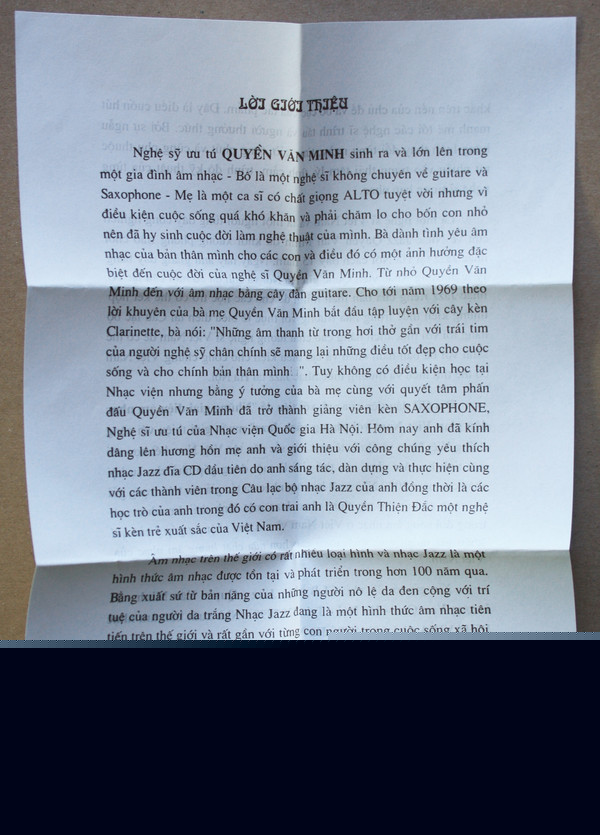 LỜI GIỚI THIỆU
Nghệ sỹ ưu tú QUYỀN VĂN MINH sinh ra và lớn lên trong
một gia đình âm nhạc - Bố là một nghệ sĩ không chuyên về guitare và
Saxophone - Mẹ là một ca sĩ có chất giọng ALTO tuyệt vời nhưng vì
điều kiện cuộc sống quá khó khăn và phải chăm lo cho bốn con nhỏ
nên đã hy sinh cuộc đời làm nghệ thuật của mình. Bà dành tình yêu âm
nhạc của bản thân mình cho các con và điều đó có một ảnh hưởng đặc
biệt đến cuộc đời của nghệ sĩ Quyền Văn Minh. Từ nhỏ Quyền Văn
Minh đến với âm nhạc bằng cây đàn guitare. Cho tới năm 1969 theo
lời khuyên của bà mẹ Quyền Văn Minh bắt đầu tập luyện với cây kèn
Clarinette, bà nói: "Những âm thanh từ trong hơi thở gắn với trái tim
của người nghệ sỹ chân chính sẽ mang lại những điều tốt đẹp cho cuộc
sống và cho chính bản thân mình ...". Tuy không có điều kiện học tại
Nhạc viện nhưng bằng ý tưởng của bà mẹ cùng với quyết tâm phấn
đấu Quyền Văn Minh đã trở thành giảng viên kèn SAXOPHONE,
Nghệ sĩ ưu tú của Nhạc viện Quốc gia Hà Nội. Hôm nay anh đã kính
dâng lên hương hồn mẹ anh và giới thiệu với công chúng yêu thích
nhạc Jazz đĩa CD đầu tiên do anh sáng tác, dàn dựng và thực hiện cùng
với các thành viên trong Câu lạc bộ nhạc Jazz của anh đồng thời là các
học trò của anh trong đó có con trai anh là Quyền Thiện Đắc một nghệ
sĩ kèn trẻ xuất sắc của Việt Nam.
Âm nhạc trên thế giới có rất nhiều loại hình và nhạc Jazz là một
hình thức âm nhạc được tồn tại và phát triển trong hơn 100 năm qua.
Bằng xuất sứ từ bản năng của những người nô lệ da đen cộng với trí
tuệ của người da trắng Nhạc Jazz đang là một hình thức âm nhạc tiên
tiến trên thế giới và rất gần với từng con người trong cuộc sống xã hội